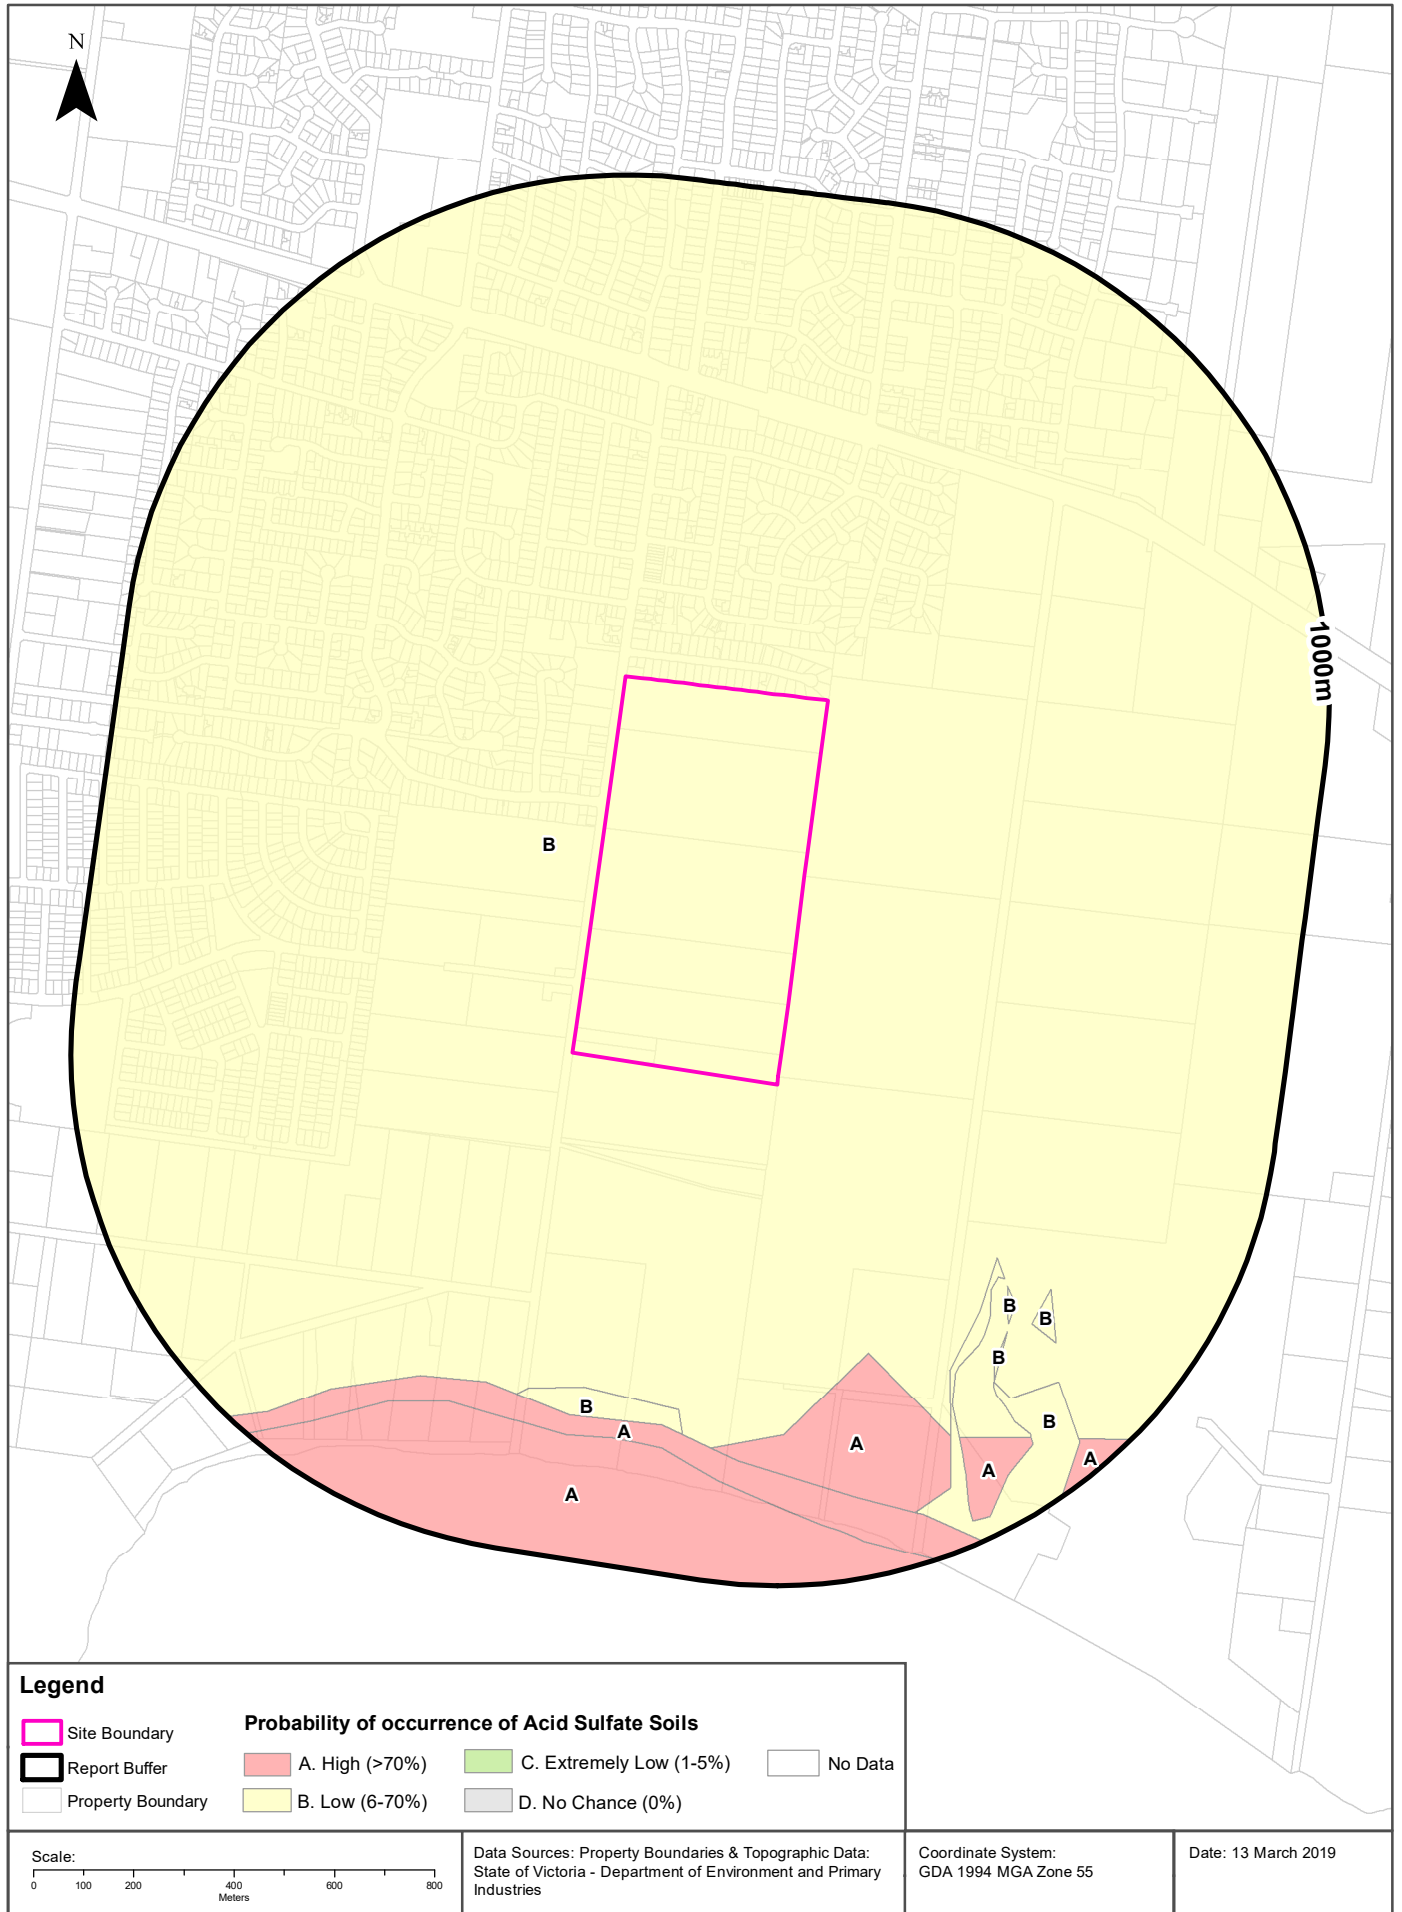 N
1000m
B
B
B
B
B
B
A
A
A
A
A
Legend
Site Boundary
Report Buffer
Property Boundary
Probability of occurrence of Acid Sulfate Soils
A. High (>70%)
B. Low (6-70%)
C. Extremely Low (1-5%)
D. No Chance (0%)
No Data
Scale:
0 100 200 400 600 800
Meters
Data Sources: Property Boundaries & Topographic Data:
State of Victoria - Department of Environment and Primary
Industries
Coordinate System:
GDA 1994 MGA Zone 55
Date: 13 March 2019